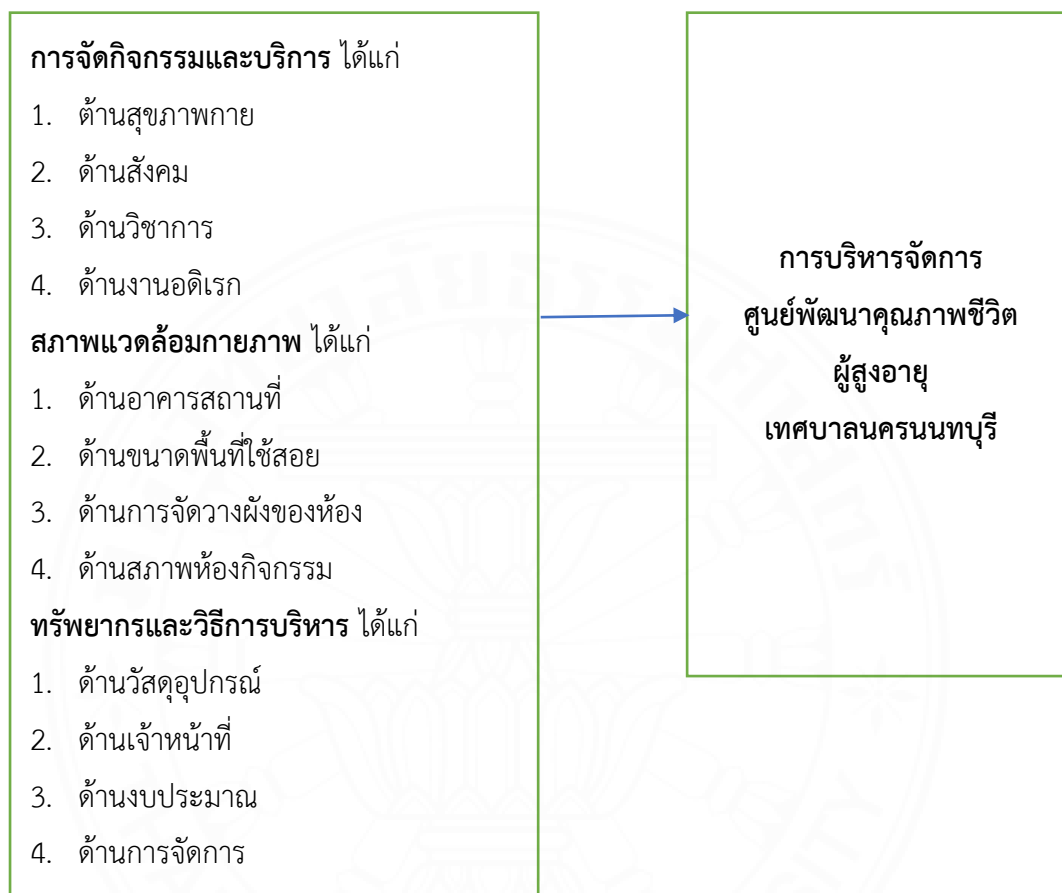 การจัดกิจกรรมและบริการ ได้แก่
1. ด้านสุขภาพกาย
2. ด้านสังคม
3. ด้านวิชาการ
4. ด้านงานอดิเรก
สภาพแวดล้อมกายภาพ ได้แก่
1. ด้านอาคารสถานที่
2. ด้านขนาดพื้นที่ใช้สอย
3. ด้านการจัดวางผังของห้อง
4. ด้านสภาพห้องกิจกรรม
ทรัพยากรและวิธีการบริหาร ได้แก่
1. ด้านวัสดุอุปกรณ์
2. ด้านเจ้าหน้าที่
3. ด้านงบประมาณ
4. ด้านการจัดการ
การบริหารจัดการ
ศูนย์พัฒนาคุณภาพชีวิต
ผู้สูงอายุ
เทศบาลนครนนทบุรี